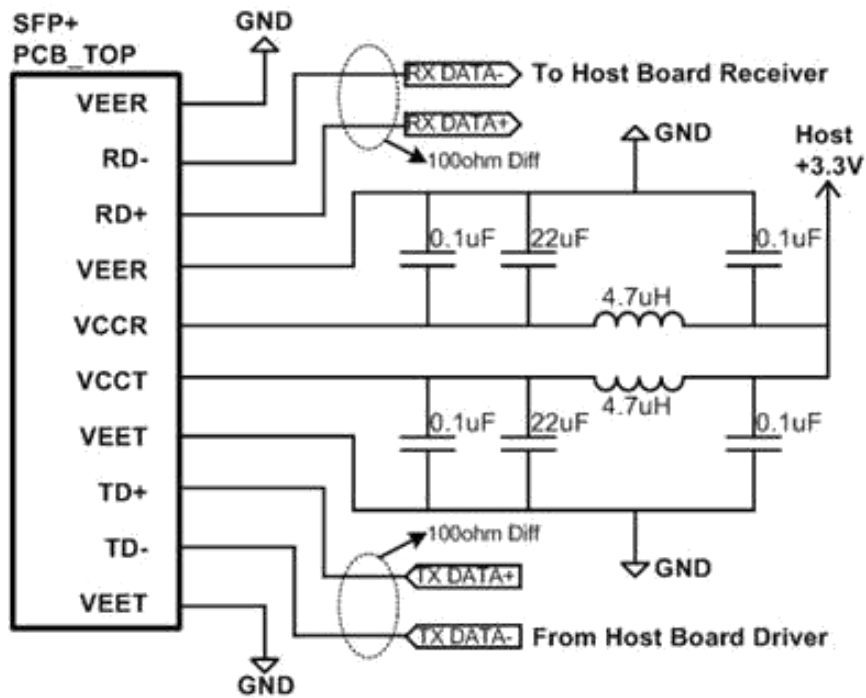 SFP+
PCB_TOP
GND
VEER
RD-
RD+
VEER
VCCR
VCCT
VEET
TD+
TD-
VEET
RX DATA-
To Host Board Receiver
RX DATA+
100ohm Diff
GND
Host
+3.3V
0.1uF
22uF
0.1uF
4.7uH
4.7uH
0.1uF
22uF
0.1uF
100ohm Diff
GND
TX DATA+
TX DATA-
From Host Board Driver
GND